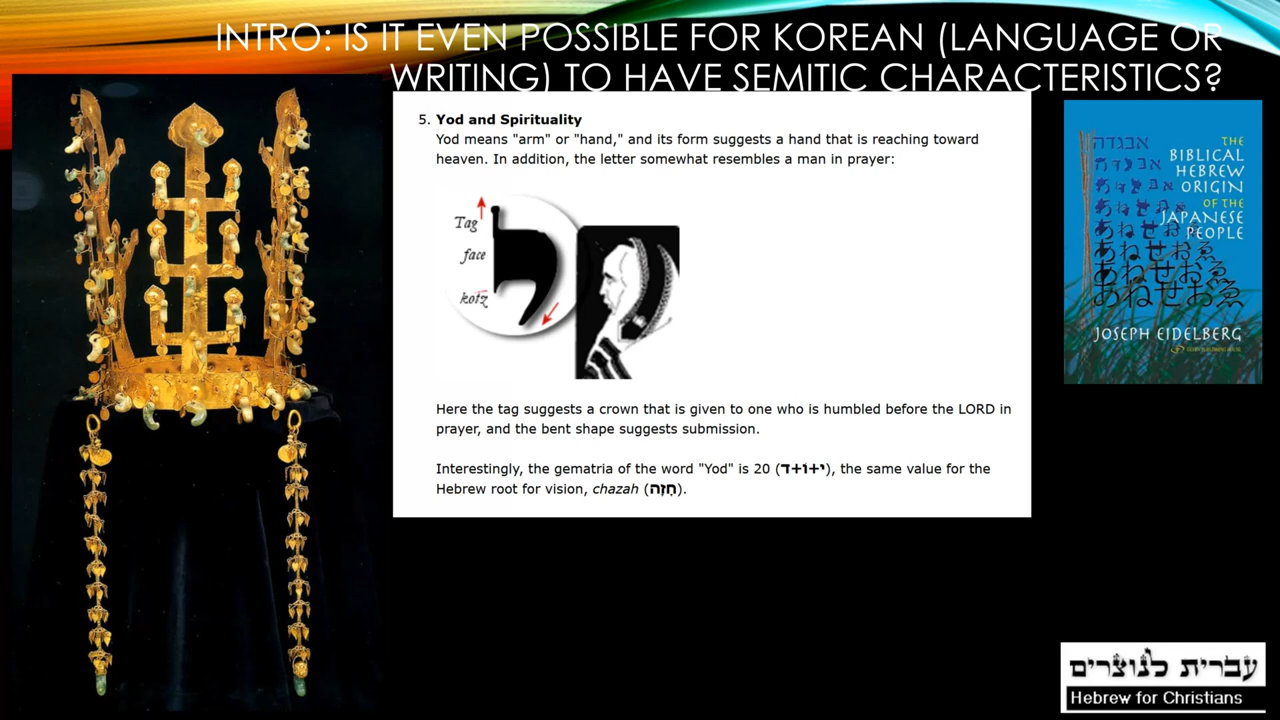 INTRO: IS IT EVEN POSSIBLE FOR KOREAN (LANGUAGE OR
WRITING) TO HAVE SEMITIC CHARACTERISTICS?
5. Yod and Spirituality
Yod means "arm" or "hand," and its form suggests a hand that is reaching toward
heaven. In addition, the letter somewhat resembles a man in prayer:
Tag
face
kotz
Here the tag suggests a crown that is given to one who is humbled before the LORD in
prayer, and the bent shape suggests submission.
Interestingly, the gematria of the word "Yod" is 20 (י+ו+ד), the same value for the
Hebrew root for vision, chazah (חָזָה).
THE
BIBLICAL
HEBREW
ORIGIN
OF THE
JAPANESE
PEOPLE
あねせおゑ
あねせおゑ
JOSEPH EIDELBERG
עברית לנוצרים
Hebrew for Christians